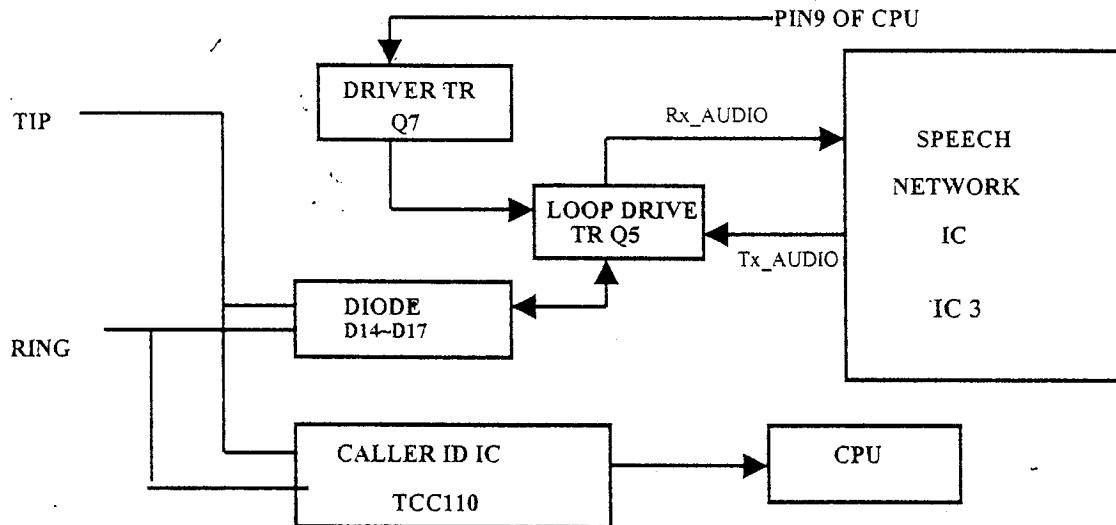 PIN9 OF CPU
DRIVER TR
Q7
TIP
Rx_AUDIO
SPEECH
NETWORK
IC
IC 3
LOOP DRIVE
TR Q5
Tx_AUDIO
DIODE
D14~D17
RING
CALLER ID IC
TCC110
CPU